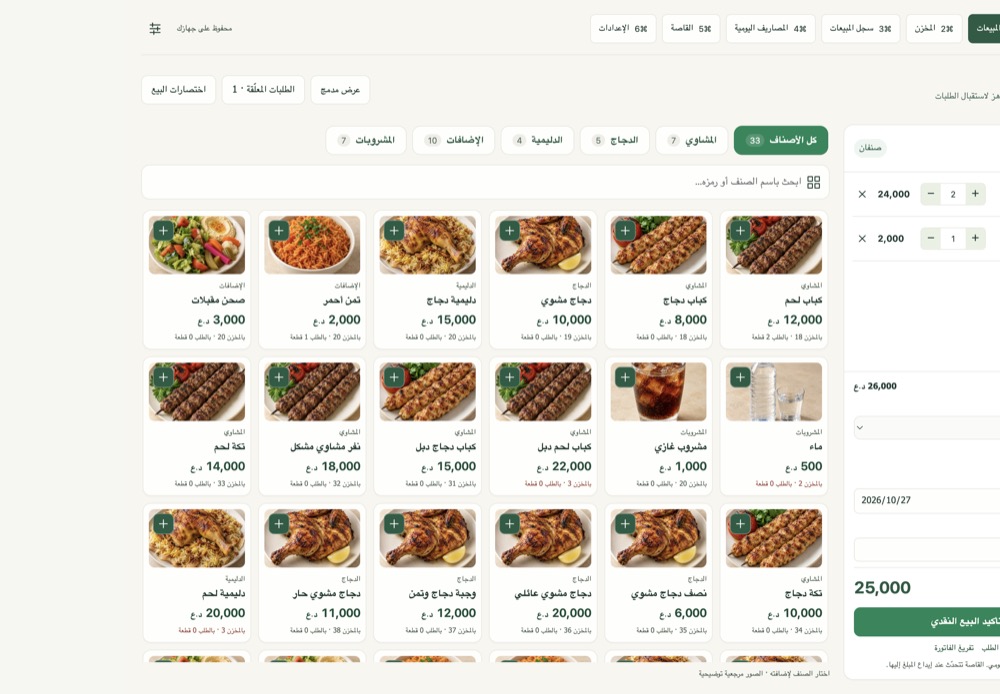 المبيعات
⌘2 المخزن
⌘3 سجل المبيعات
⌘4 المصاريف اليومية
⌘5 القاصة
⌘6 الإعدادات
محفوظ على جهازك
لاستقبال الطلبات
عرض مدمج
الطلبات المعلّقة · 1
اختصارات البيع
صنفان
كل الأصناف 33
المشاوي 7
الدجاج 5
الدليمية 4
الإضافات 10
المشروبات 7
ابحث باسم الصنف أو رمزه...
+ 2 − 24,000 ×
+ 1 − 2,000 ×
26,000 د.ع
2026/10/27
25,000
تأكيد البيع النقدي
الطلب تفريغ الفاتورة
القاصة تتحدّث عند إيداع المبلغ إليها.
المشاوي
كباب لحم
12,000 د.ع
بالمخزن 18 · بالطلب 2 قطعة
المشاوي
كباب دجاج
8,000 د.ع
بالمخزن 18 · بالطلب 0 قطعة
الدجاج
دجاج مشوي
10,000 د.ع
بالمخزن 19 · بالطلب 0 قطعة
الدليمية
دليمية دجاج
15,000 د.ع
بالمخزن 20 · بالطلب 0 قطعة
الإضافات
تمن أحمر
2,000 د.ع
بالمخزن 20 · بالطلب 1 قطعة
الإضافات
صحن مقبلات
3,000 د.ع
بالمخزن 20 · بالطلب 0 قطعة
المشروبات
ماء
500 د.ع
بالمخزن 2 · بالطلب 0 قطعة
المشروبات
مشروب غازي
1,000 د.ع
بالمخزن 20 · بالطلب 0 قطعة
المشاوي
كباب لحم دبل
22,000 د.ع
بالمخزن 3 · بالطلب 0 قطعة
المشاوي
كباب دجاج دبل
15,000 د.ع
بالمخزن 31 · بالطلب 0 قطعة
المشاوي
نفر مشاوي مشكل
18,000 د.ع
بالمخزن 32 · بالطلب 0 قطعة
المشاوي
تكة لحم
14,000 د.ع
بالمخزن 33 · بالطلب 0 قطعة
المشاوي
تكة دجاج
10,000 د.ع
بالمخزن 34 · بالطلب 0 قطعة
الدجاج
نصف دجاج مشوي
6,000 د.ع
بالمخزن 35 · بالطلب 0 قطعة
الدجاج
دجاج مشوي عائلي
20,000 د.ع
بالمخزن 36 · بالطلب 0 قطعة
الدجاج
وجبة دجاج وتمن
12,000 د.ع
بالمخزن 37 · بالطلب 0 قطعة
الدجاج
دجاج مشوي حار
11,000 د.ع
بالمخزن 38 · بالطلب 0 قطعة
الدليمية
دليمية لحم
20,000 د.ع
بالمخزن 3 · بالطلب 0 قطعة
اختار الصنف لإضافته · الصور مرجعية توضيحية